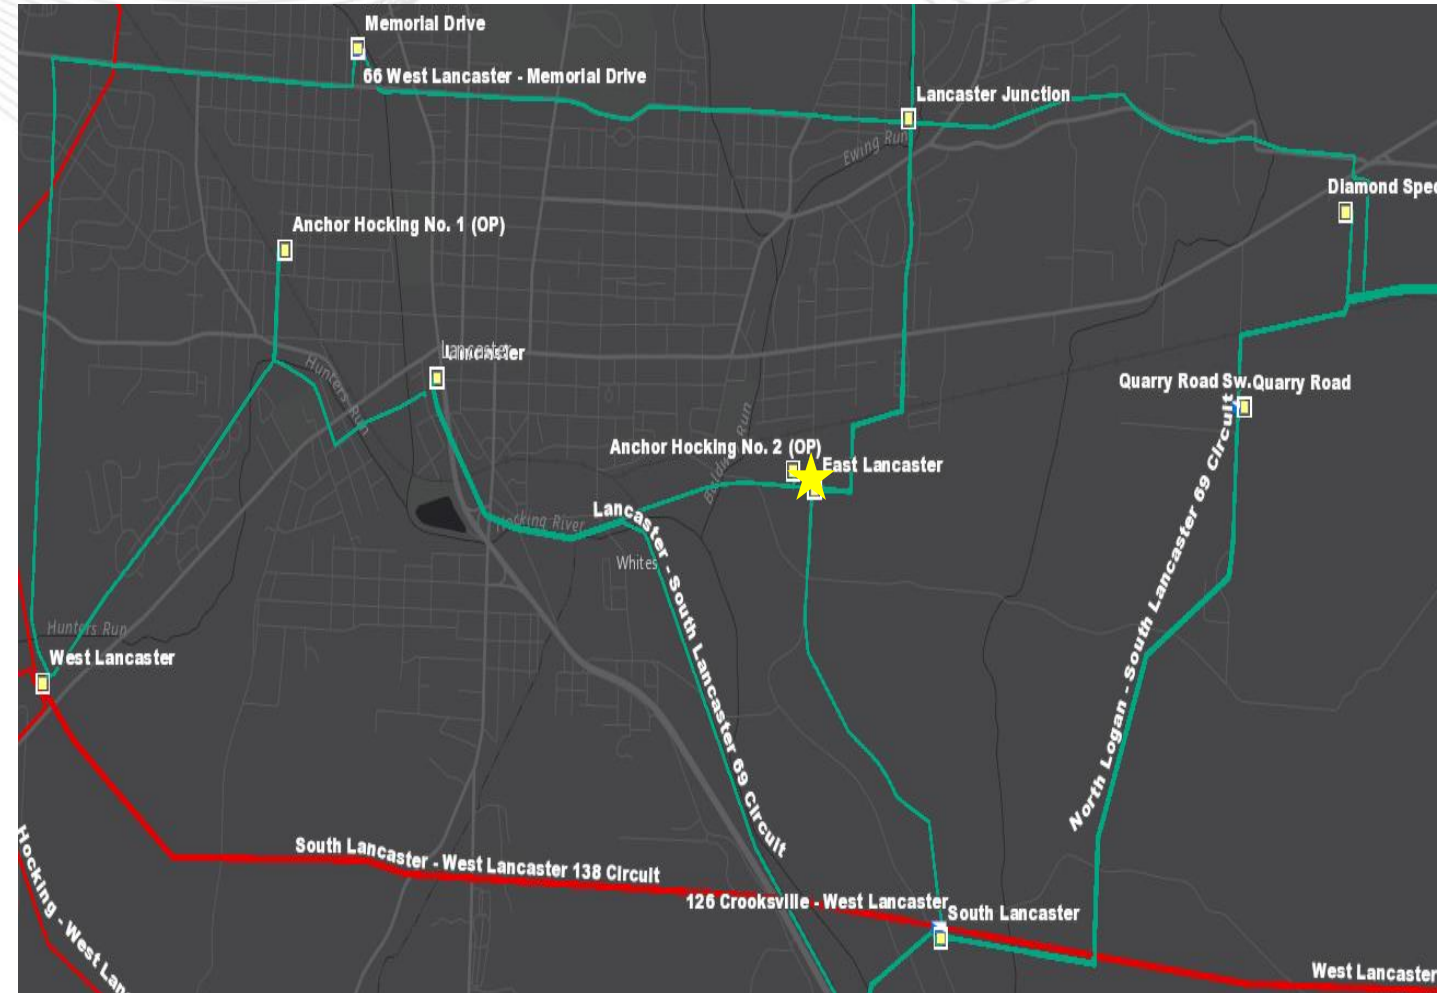 Memorial Drive
66 West Lancaster - Memorial Drive
Lancaster Junction
Ewing Run
Diamond Spec
Anchor Hocking No. 1 (OP)
Lancaster
Hunters Run
Quarry Road Sw.
Quarry Road
Anchor Hocking No. 2 (OP)
East Lancaster
Baldwin Run
Hocking River
Lancaster - South Lancaster 69 Circuit
Whites
North Logan - South Lancaster 69 Circuit
Hunters Run
West Lancaster
South Lancaster - West Lancaster 138 Circuit
126 Crooksville - West Lancaster
South Lancaster
Hocking - West Lan
West Lancaster